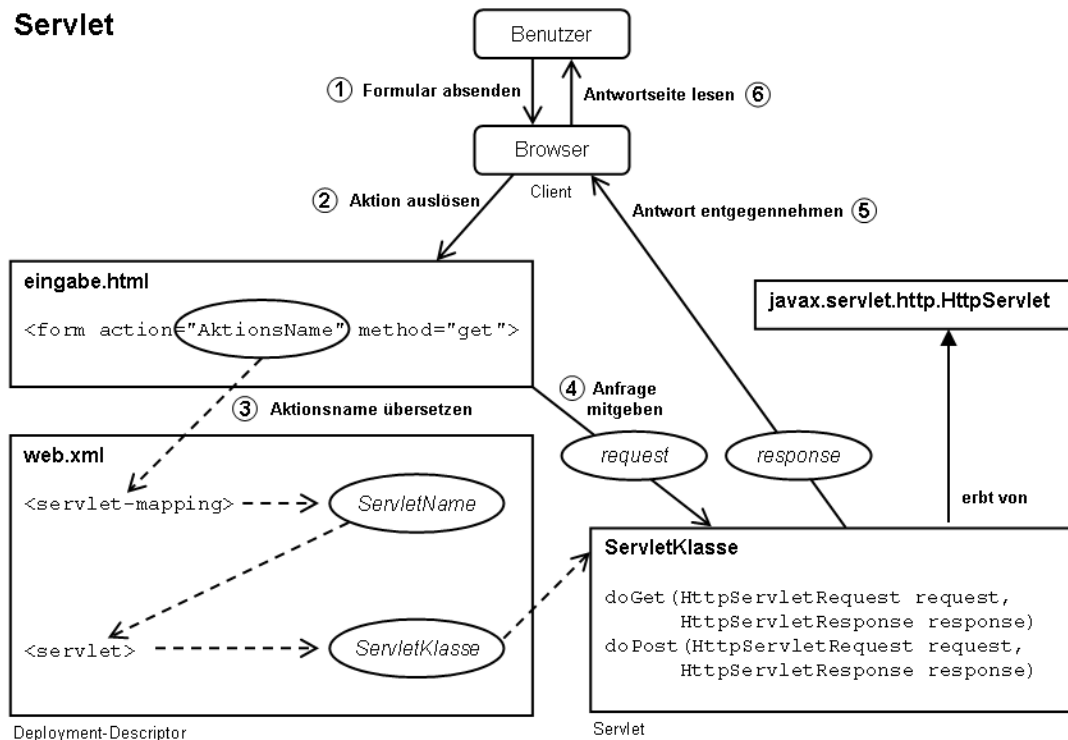 Servlet
Benutzer
① Formular absenden
Antwortseite lesen ⑥
Browser
Client
② Aktion auslösen
Antwort entgegennehmen ⑤
eingabe.html
<form action="AktionsName" method="get">
javax.servlet.http.HttpServlet
③ Aktionsname übersetzen
④ Anfrage
mitgeben
request
response
web.xml
<servlet-mapping>
ServletName
erbt von
<servlet>
ServletKlasse
ServletKlasse
doGet(HttpServletRequest request,
HttpServletResponse response)
doPost(HttpServletRequest request,
HttpServletResponse response)
Deployment-Descriptor
Servlet